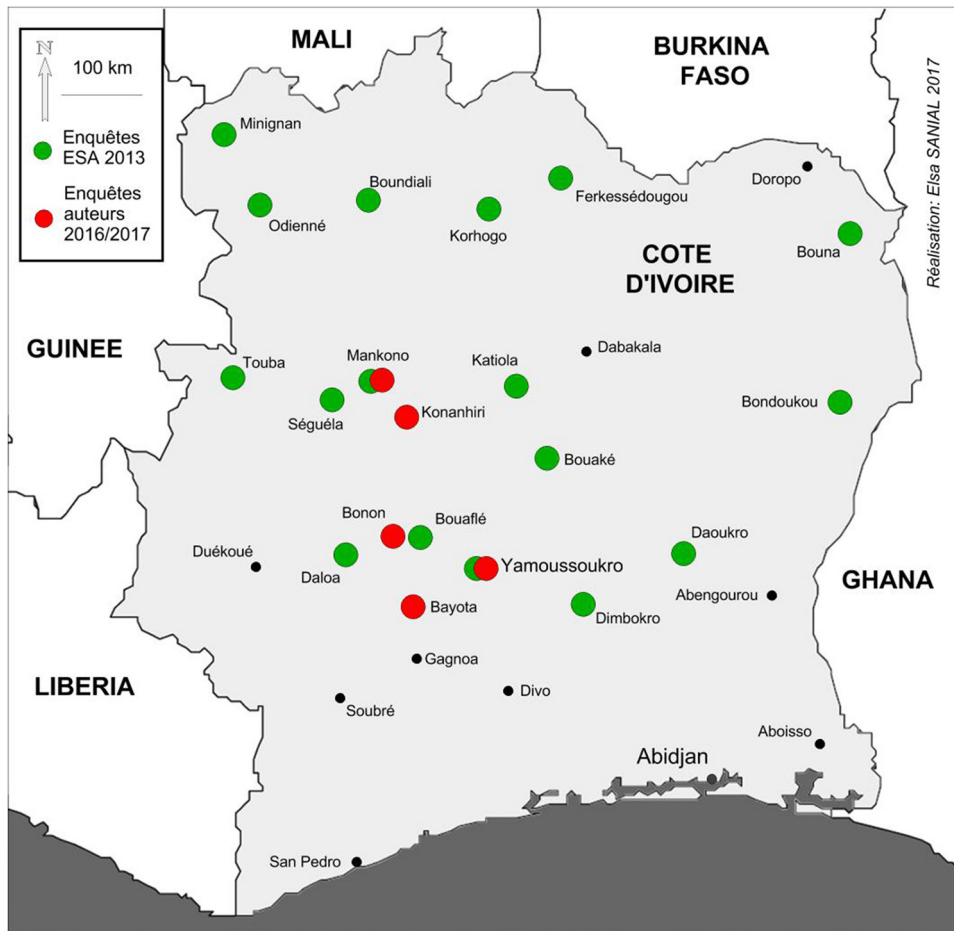 MALI
BURKINA
FASO
N
100 km
Enquêtes
ESA 2013
Enquêtes
auteurs
2016/2017
Réalisation: Elsa SANIAL 2017
Minignan
Doropo
Boundiali
Ferkessédougou
Odienné
Korhogo
Bouna
COTE
D'IVOIRE
GUINEE
Touba
Mankono
Katiola
Dabakala
Séguéla
Konanhiri
Bondoukou
Bouaké
Bonon
Bouaflé
Daoukro
Duékoué
Daloa
Yamoussoukro
GHANA
Abengourou
Bayota
Dimbokro
Gagnoa
LIBERIA
Soubré
Divo
Aboisso
Abidjan
San Pedro